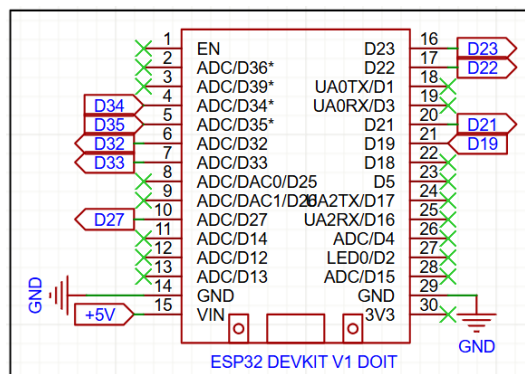 1 EN D23 16 D23
2 ADC/D36* D22 17 D22
3 ADC/D39* UA0TX/D1 18
D34 4 ADC/D34* UA0RX/D3 19
D35 5 ADC/D35* D21 20 D21
D32 6 ADC/D32 D19 21 D19
D33 7 ADC/D33 D18 22
8 ADC/DAC0/D25 D5 23
9 ADC/DAC1/D26 UA2TX/D17 24
D27 10 ADC/D27 UA2RX/D16 25
11 ADC/D14 ADC/D4 26
12 ADC/D12 LED0/D2 27
13 ADC/D13 ADC/D15 28
GND 14 GND GND 29
+5V 15 VIN 3V3 30
GND
ESP32 DEVKIT V1 DOIT